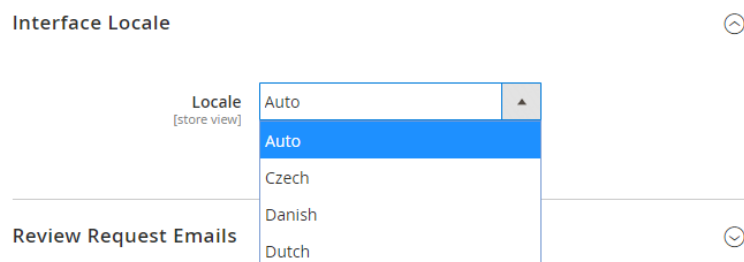 Interface Locale
Locale
[store view]
Auto
Auto
Czech
Danish
Review Request Emails
Dutch